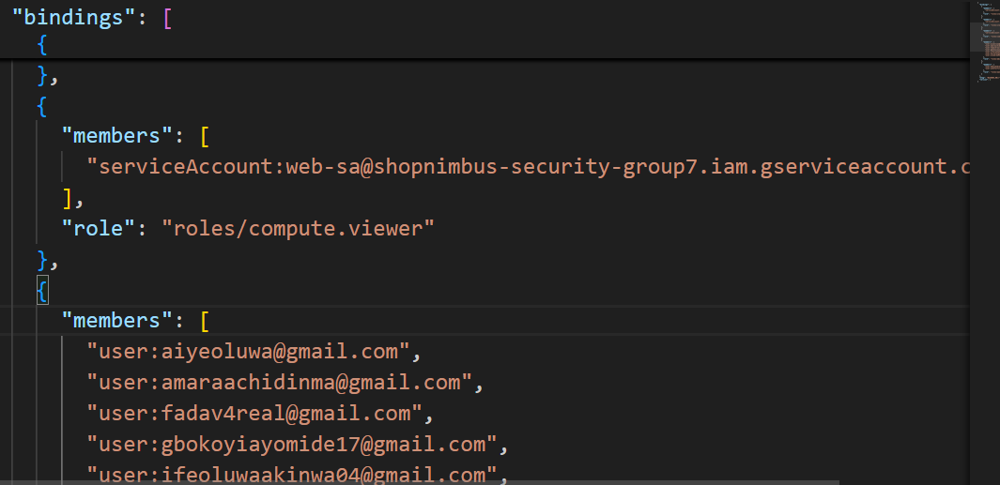 "bindings": [
{
},
{
"members": [
"serviceAccount:web-sa@shopnimbus-security-group7.iam.gserviceaccount.c
],
"role": "roles/compute.viewer"
},
{
"members": [
"user:aiyeoluwa@gmail.com",
"user:amaraachidinma@gmail.com",
"user:fadav4real@gmail.com",
"user:gbokoyiayomide17@gmail.com",
"user:ifeoluwaakinwa04@gmail.com",